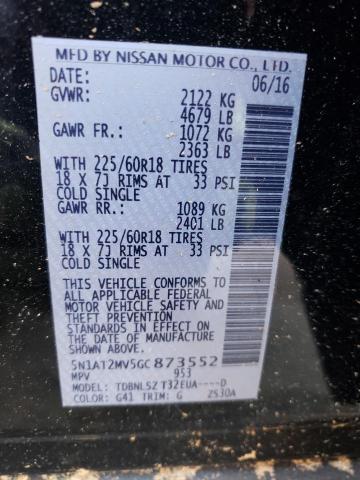 MFD BY NISSAN MOTOR CO., LTD.
DATE: 06/16
GVWR: 2122 KG
4679 LB
GAWR FR.: 1072 KG
2363 LB
WITH 225/60R18 TIRES
18 X 7J RIMS AT 33 PSI
COLD SINGLE
GAWR RR.: 1089 KG
2401 LB
WITH 225/60R18 TIRES
18 X 7J RIMS AT 33 PSI
COLD SINGLE
THIS VEHICLE CONFORMS TO
ALL APPLICABLE FEDERAL
MOTOR VEHICLE SAFETY AND
THEFT PREVENTION
STANDARDS IN EFFECT ON
THE DATE OF MANUFACTURE
SHOWN ABOVE.
5N1AT2MV5GC873552
MPV 953
MODEL: TDBNL5Z T32EUA----D
COLOR: G41 TRIM: G 2530A